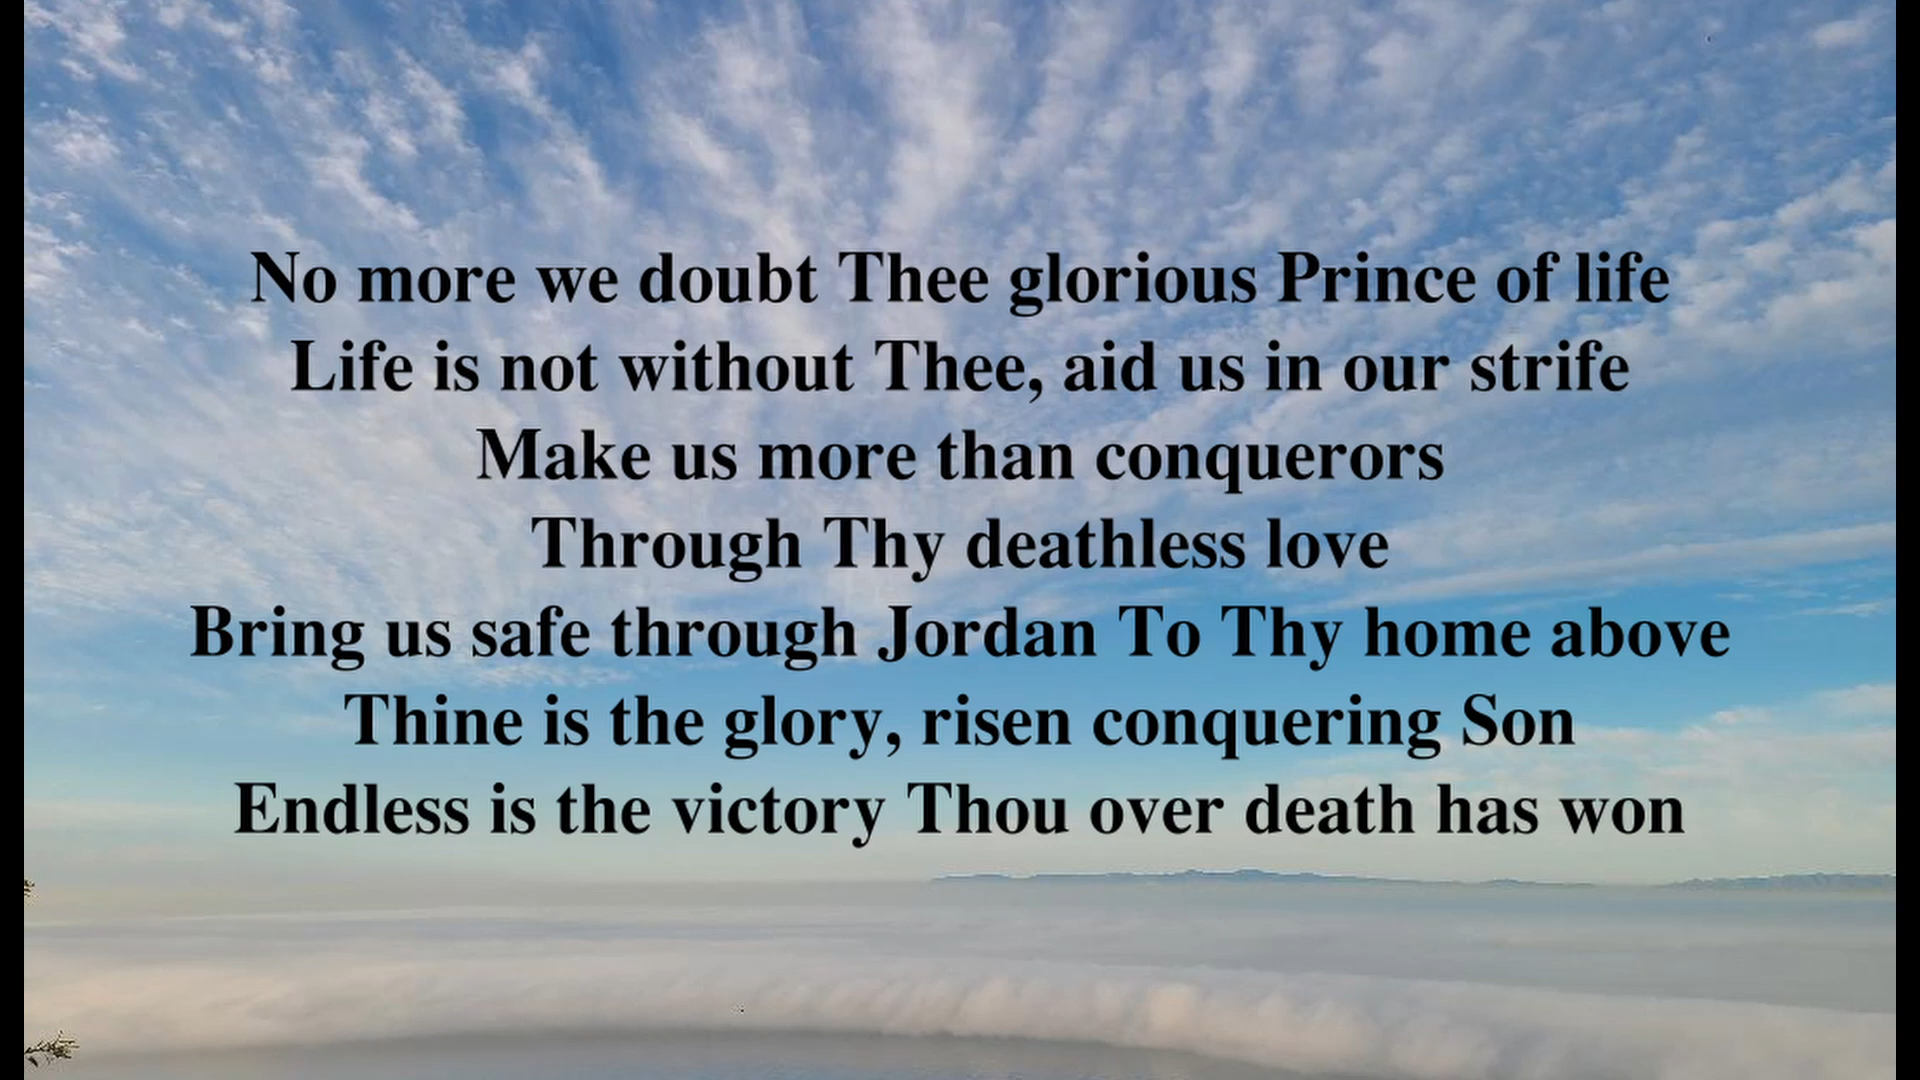 No more we doubt Thee glorious Prince of life
Life is not without Thee, aid us in our strife
Make us more than conquerors
Through Thy deathless love
Bring us safe through Jordan To Thy home above
Thine is the glory, risen conquering Son
Endless is the victory Thou over death has won